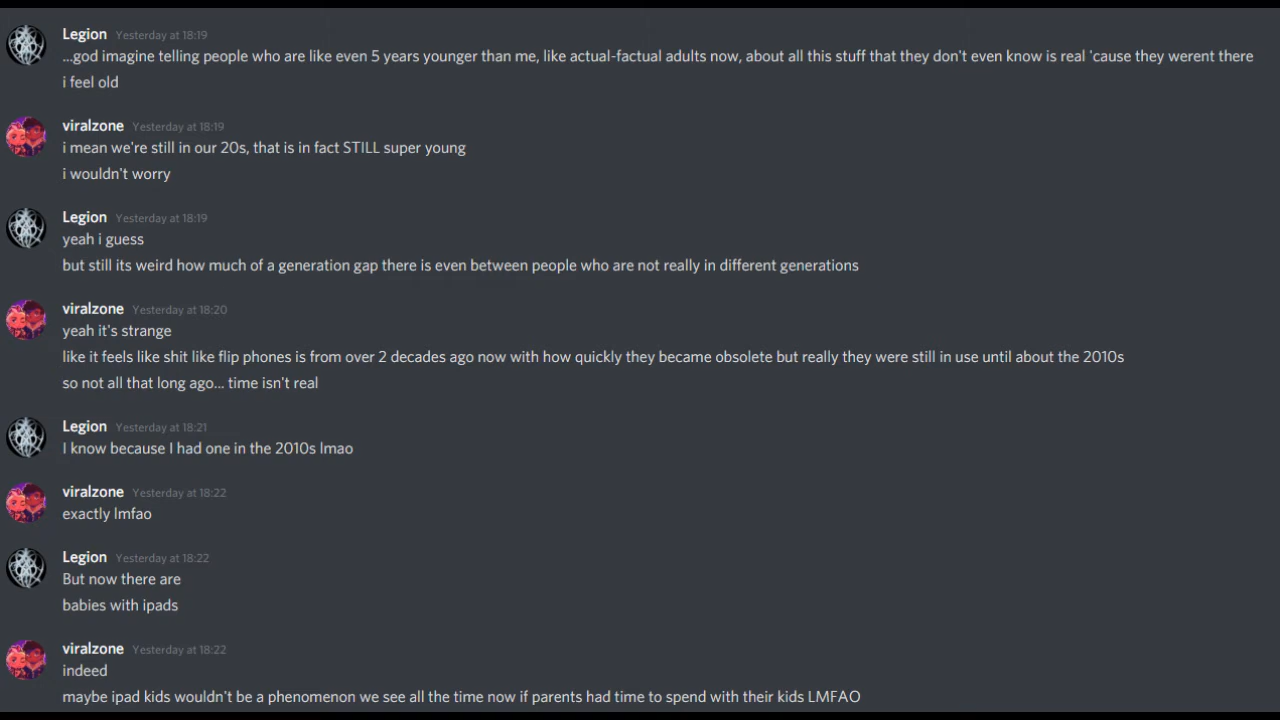 Legion Yesterday at 18:19
...god imagine telling people who are like even 5 years younger than me, like actual-factual adults now, about all this stuff that they don't even know is real 'cause they werent there
i feel old
viralzone Yesterday at 18:19
i mean we're still in our 20s, that is in fact STILL super young
i wouldn't worry
Legion Yesterday at 18:19
yeah i guess
but still its weird how much of a generation gap there is even between people who are not really in different generations
viralzone Yesterday at 18:20
yeah it's strange
like it feels like shit like flip phones is from over 2 decades ago now with how quickly they became obsolete but really they were still in use until about the 2010s
so not all that long ago... time isn't real
Legion Yesterday at 18:21
I know because I had one in the 2010s lmao
viralzone Yesterday at 18:22
exactly lmfao
Legion Yesterday at 18:22
But now there are
babies with ipads
viralzone Yesterday at 18:22
indeed
maybe ipad kids wouldn't be a phenomenon we see all the time now if parents had time to spend with their kids LMFAO